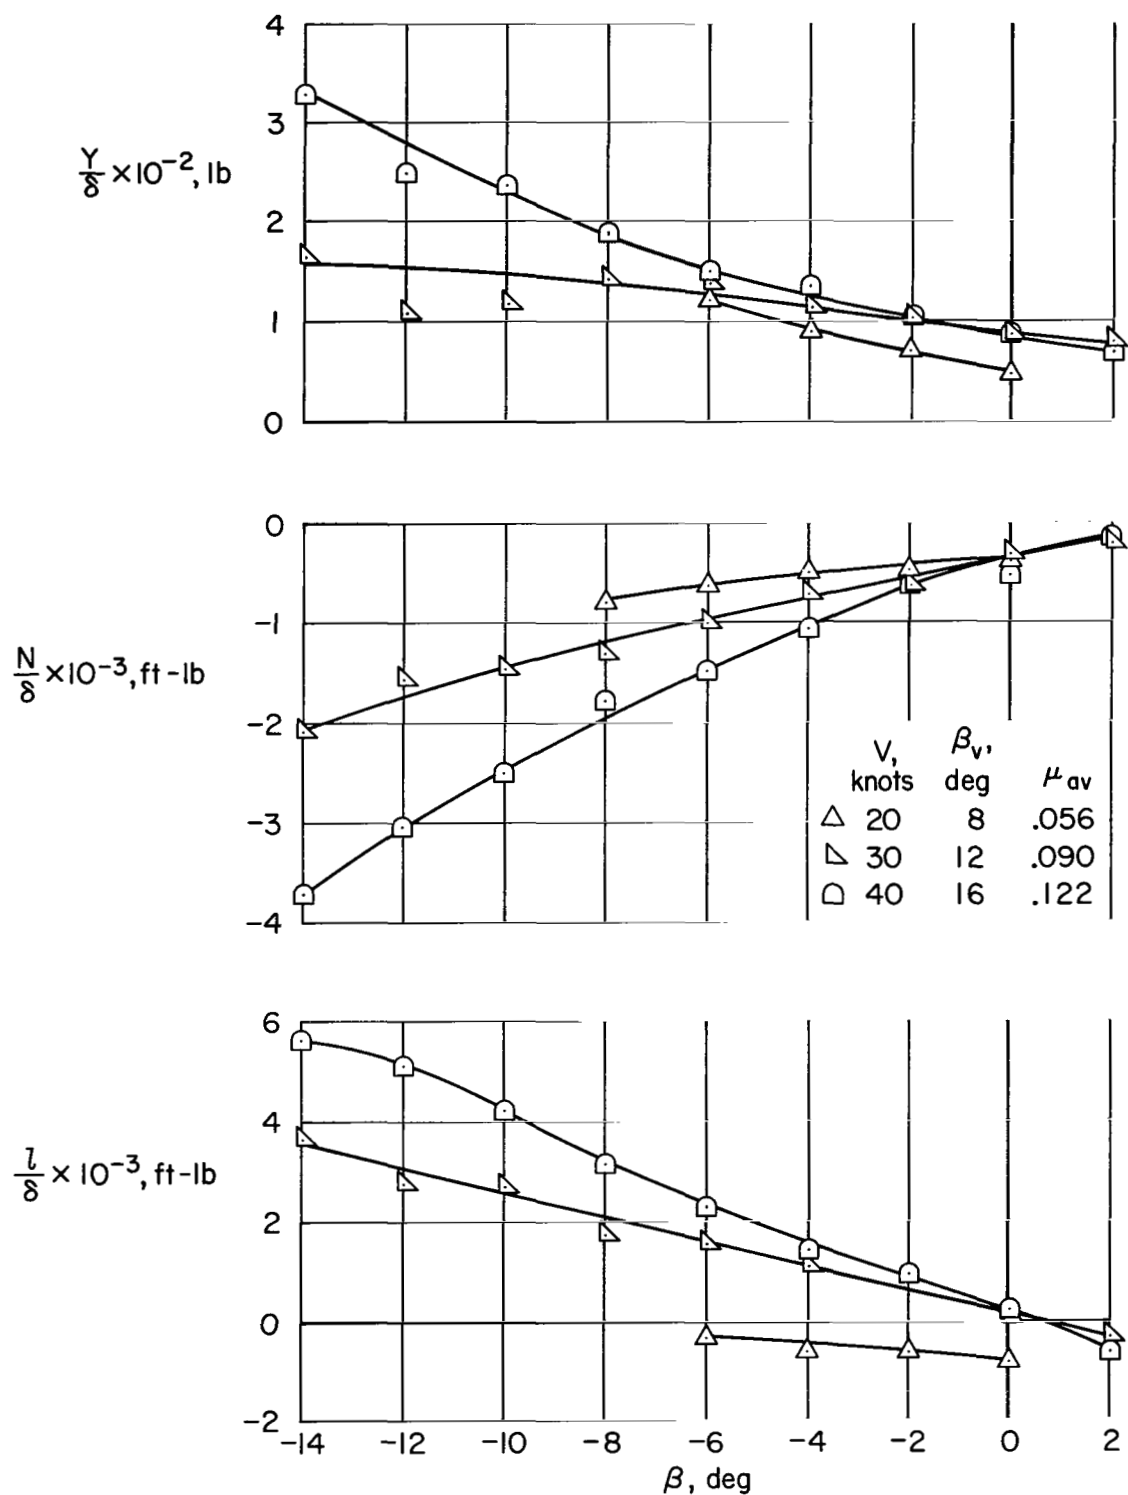 4
3
Y/δ ×10⁻², lb
2
1
0
0
-1
N/δ ×10⁻³, ft-lb
-2
V, knots  βv, deg  μav
20  8  .056
-3
30  12  .090
40  16  .122
-4
6
4
l/δ × 10⁻³, ft-lb
2
0
-2
-14 -12 -10 -8 -6 -4 -2 0 2
β, deg